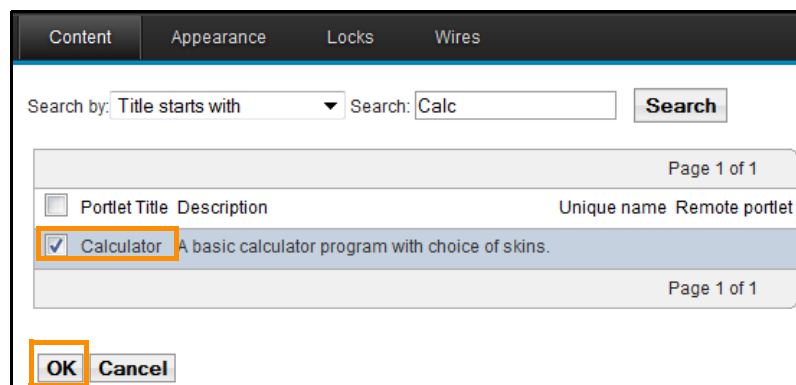 Content Appearance Locks Wires
Search by: Title starts with Search: Calc Search
Page 1 of 1
Portlet Title Description Unique name Remote portlet
Calculator A basic calculator program with choice of skins.
Page 1 of 1
OK Cancel